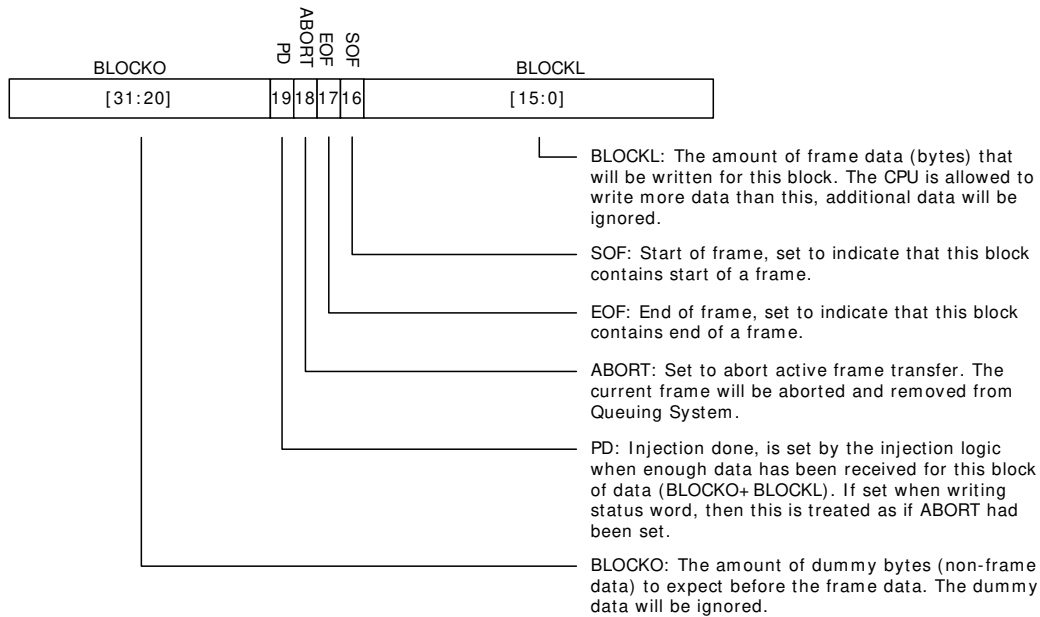 PD
ABORT
EOF
SOF
BLOCKO
BLOCKL
[31:20]
19
18
17
16
[15:0]
BLOCKL: The amount of frame data (bytes) that
will be written for this block. The CPU is allowed to
write more data than this, additional data will be
ignored.
SOF: Start of frame, set to indicate that this block
contains start of a frame.
EOF: End of frame, set to indicate that this block
contains end of a frame.
ABORT: Set to abort active frame transfer. The
current frame will be aborted and removed from
Queuing System.
PD: Injection done, is set by the injection logic
when enough data has been received for this block
of data (BLOCKO+BLOCKL). If set when writing
status word, then this is treated as if ABORT had
been set.
BLOCKO: The amount of dummy bytes (non-frame
data) to expect before the frame data. The dummy
data will be ignored.